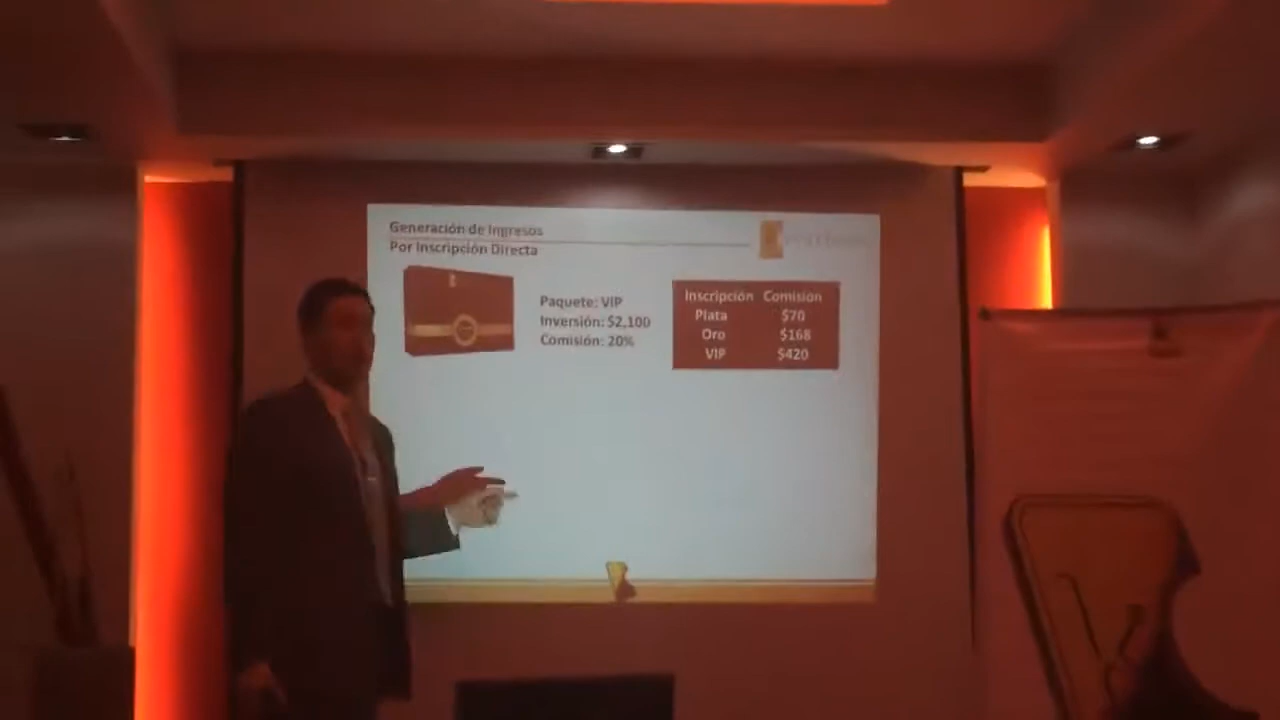 Generación de Ingresos
Por Inscripción Directa
Paquete: VIP
Inversión: $2,100
Comisión: 20%
Inscripción Comisión
Plata $70
Oro $168
VIP $420